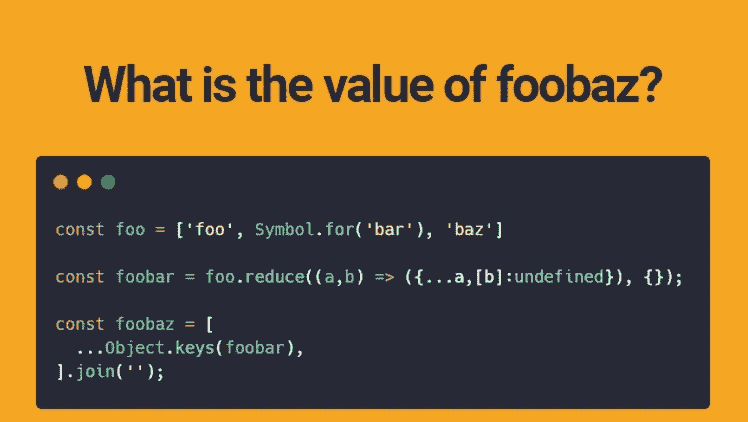 What is the value of foobaz?
const foo = ['foo', Symbol.for('bar'), 'baz']
const foobar = foo.reduce((a,b) => ({...a,[b]:undefined}), {});
const foobaz = [
...Object.keys(foobar),
].join('');